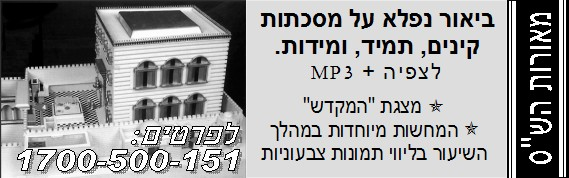 ביאור נפלא על מסכתות
קינים, תמיד, ומידות.
לצפיה + MP3
✯ מצגת "המקדש"
✯ המחשות מיוחדות במהלך
השיעור בליווי תמונות צבעוניות
מאורות הש"ס
לפרטים:
1700-500-151